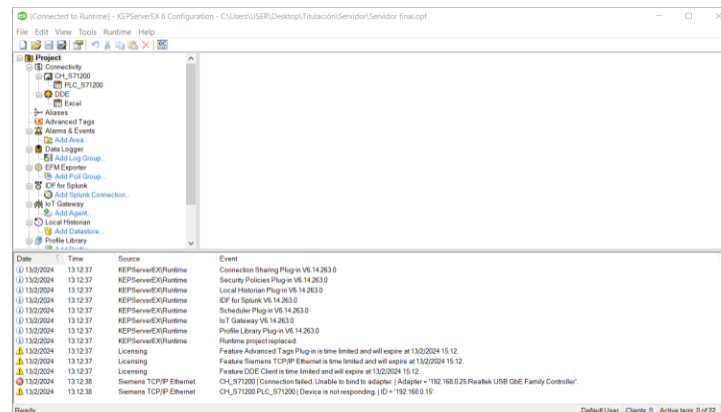 [Connected to Runtime] - KEPServerEX 6 Configuration - C:\Users\USER\Desktop\Titulación\Servidor\Servidor final.opf
File Edit View Tools Runtime Help
Project
Connectivity
CH_S71200
PLC_S71200
DDE
Excel
Aliases
Advanced Tags
Alarms & Events
Add Area...
Data Logger
Add Log Group...
EFM Exporter
Add Poll Group...
IDF for Splunk
Add Splunk Connection...
IoT Gateway
Add Agent...
Local Historian
Add Datastore...
Profile Library
Date Time Source Event
13/2/2024 13:12:37 KEPServerEX\Runtime Connection Sharing Plug-in V6.14.263.0
13/2/2024 13:12:37 KEPServerEX\Runtime Security Policies Plug-in V6.14.263.0
13/2/2024 13:12:37 KEPServerEX\Runtime Local Historian Plug-in V6.14.263.0
13/2/2024 13:12:37 KEPServerEX\Runtime IDF for Splunk V6.14.263.0
13/2/2024 13:12:37 KEPServerEX\Runtime Scheduler Plug-in V6.14.263.0
13/2/2024 13:12:37 KEPServerEX\Runtime IoT Gateway V6.14.263.0
13/2/2024 13:12:37 KEPServerEX\Runtime Profile Library Plug-in V6.14.263.0
13/2/2024 13:12:37 KEPServerEX\Runtime Runtime project replaced.
13/2/2024 13:12:37 Licensing Feature Advanced Tags Plug-in is time limited and will expire at 13/2/2024 15:12.
13/2/2024 13:12:37 Licensing Feature Siemens TCP/IP Ethernet is time limited and will expire at 13/2/2024 15:12.
13/2/2024 13:12:37 Licensing Feature DDE Client is time limited and will expire at 13/2/2024 15:12.
13/2/2024 13:12:38 Siemens TCP/IP Ethernet CH_S71200 | Connection failed. Unable to bind to adapter. | Adapter = '192.168.0.25:Realtek USB GbE Family Controller'.
13/2/2024 13:12:38 Siemens TCP/IP Ethernet CH_S71200.PLC_S71200 | Device is not responding. | ID = '192.168.0.15'.
Ready Default User Clients: 0 Active tags: 0 of 22